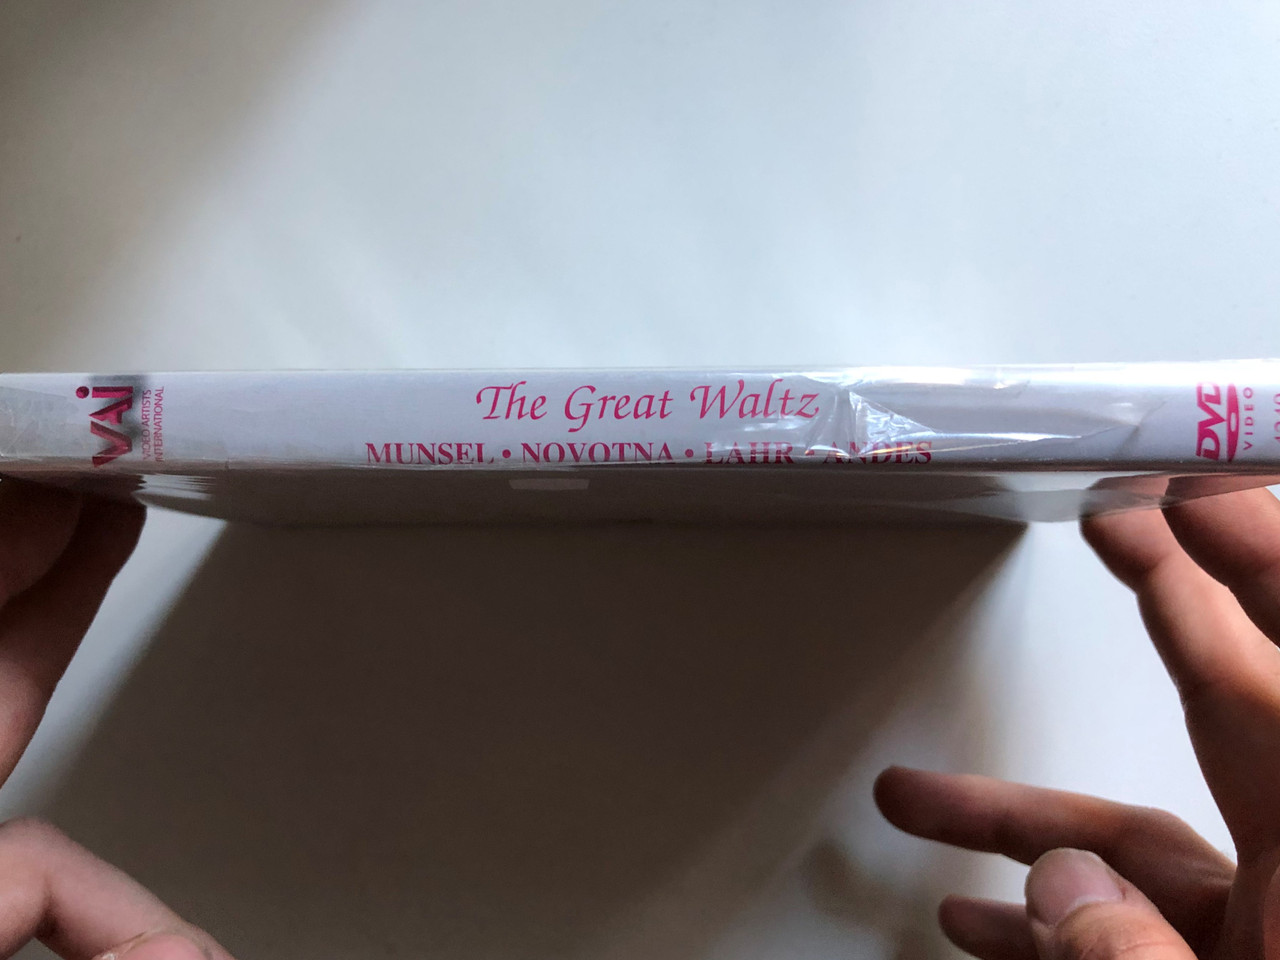 VAI
VIDEO ARTISTS
INTERNATIONAL
The Great Waltz
MUNSEL • NOVOTNA • LAHR • ANDES
DVD
VIDEO